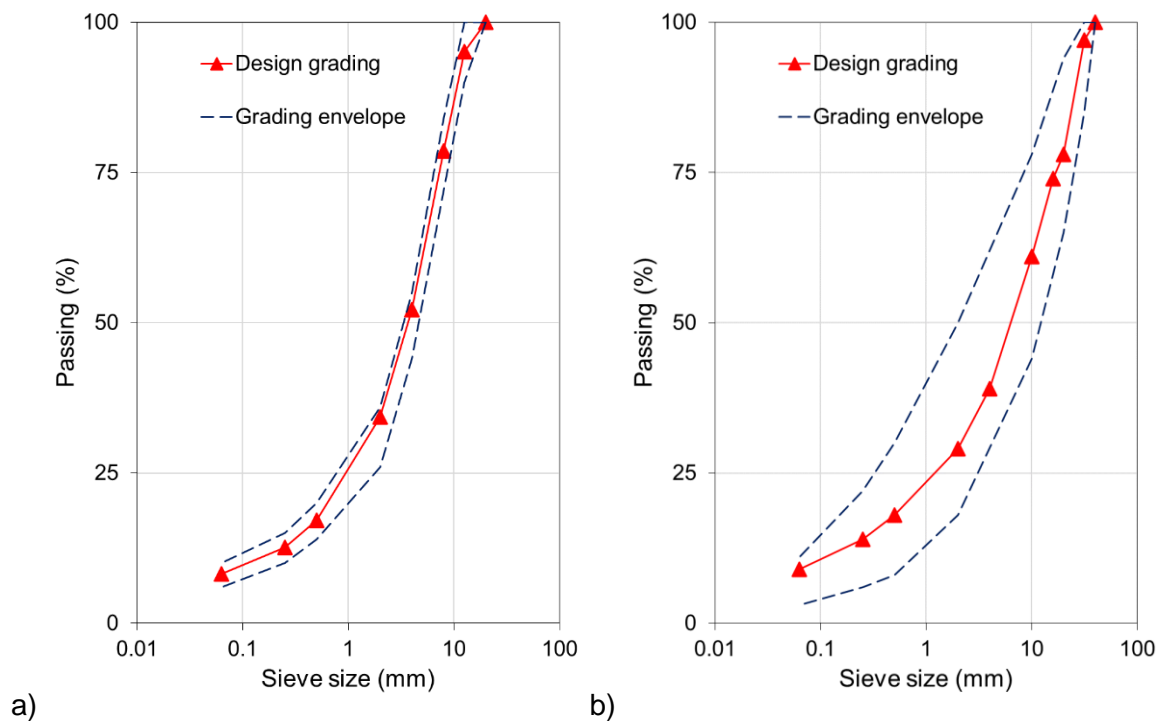 100
75
50
25
0
Passing (%)
Design grading
Grading envelope
0.01 0.1 1 10 100
Sieve size (mm)
a)
100
75
50
25
0
Passing (%)
Design grading
Grading envelope
0.01 0.1 1 10 100
Sieve size (mm)
b)